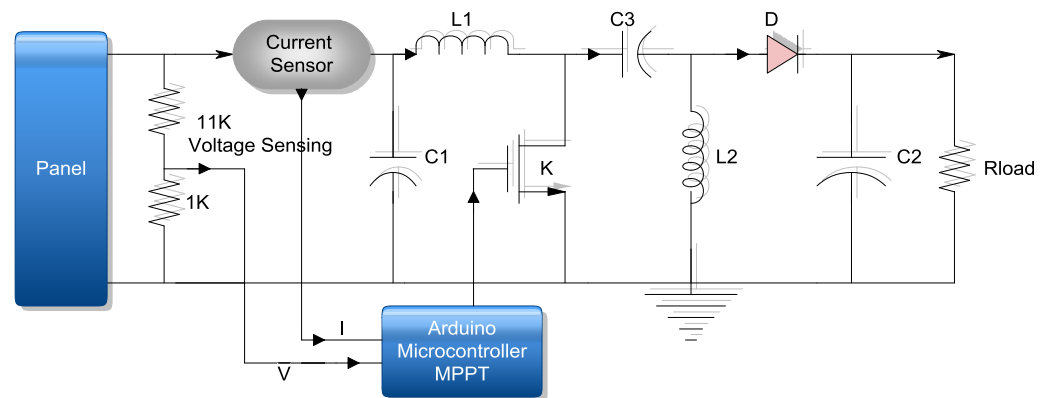 L1
C3
D
Current
Sensor
11K
Voltage Sensing
Panel
C1
K
L2
C2
Rload
1K
I
V
Arduino
Microcontroller
MPPT